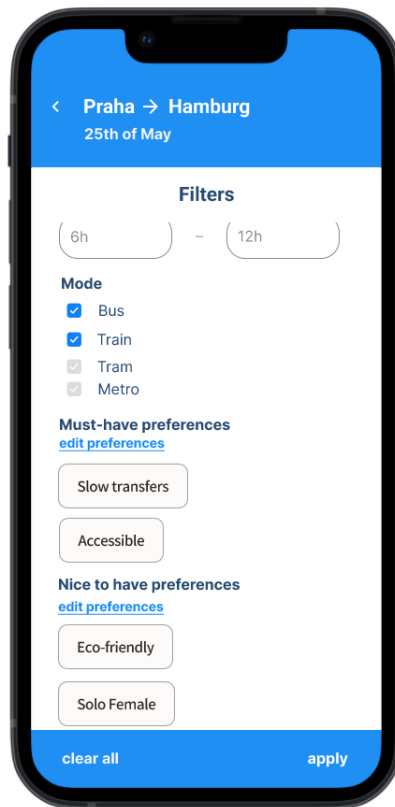 Praha → Hamburg
25th of May
Filters
6h – 12h
Mode
Bus
Train
Tram
Metro
Must-have preferences
edit preferences
Slow transfers
Accessible
Nice to have preferences
edit preferences
Eco-friendly
Solo Female
clear all apply